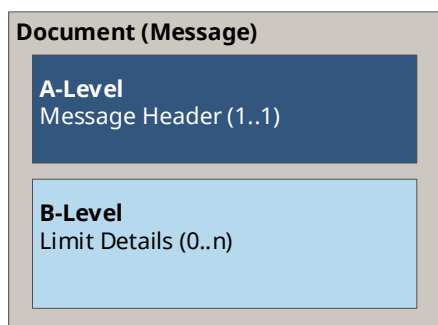 Document (Message)
A-Level
Message Header (1..1)
B-Level
Limit Details (0..n)